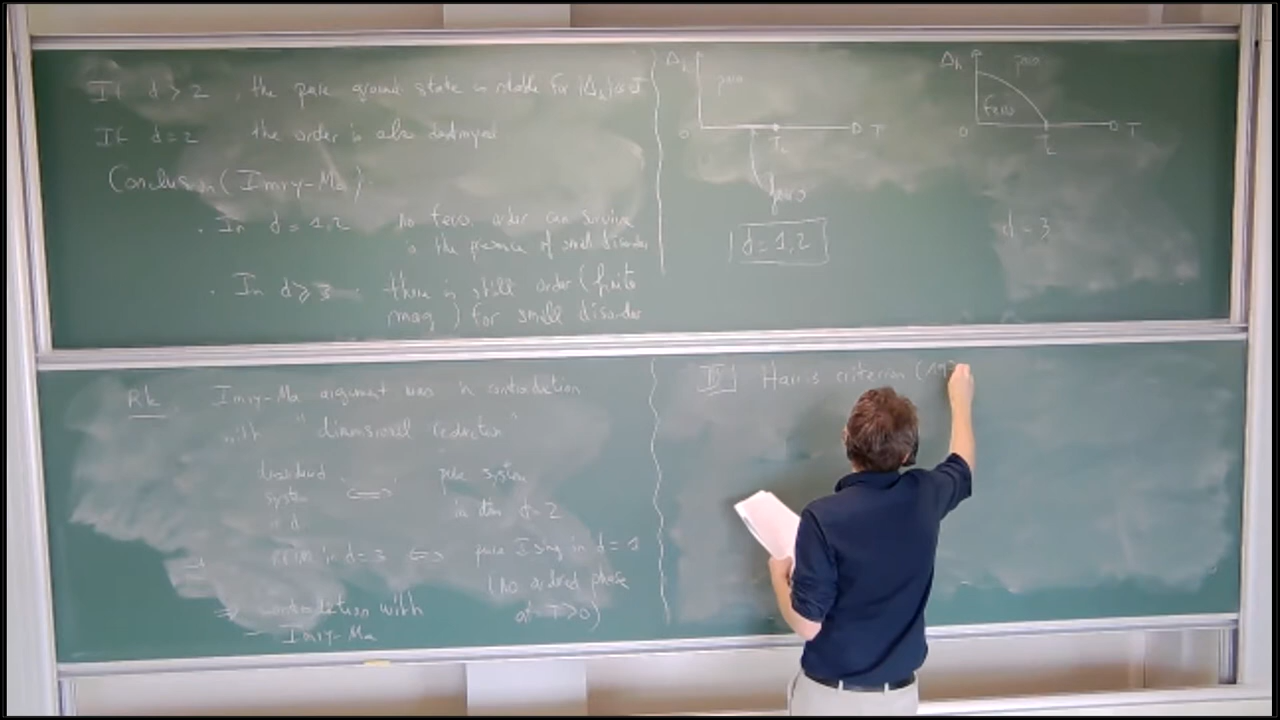 If d > 2 , the pure ground state is stable for |Δh| ≪ J
If d = 2 the order is also destroyed
Conclusion (Imry-Ma)
. In d = 1,2 no ferro. order can survive
in the presence of small disorder
. In d ⩾ 3 there is still order (finite
mag) for small disorder
Δh
para
0
Tc
T
ferro
d = 1,2
Δh
para
ferro
0
Tc
T
d = 3
Rk Imry-Ma argument was in contradiction
with "dimensional reduction"
disordered system in d ⟺ pure system in dim d-2
⇒ RFIM in d = 3 ⟺ pure Ising in d = 1
(no ordered phase
at T>0)
⇒ contradiction with
Imry-Ma
II Harris criterion (197